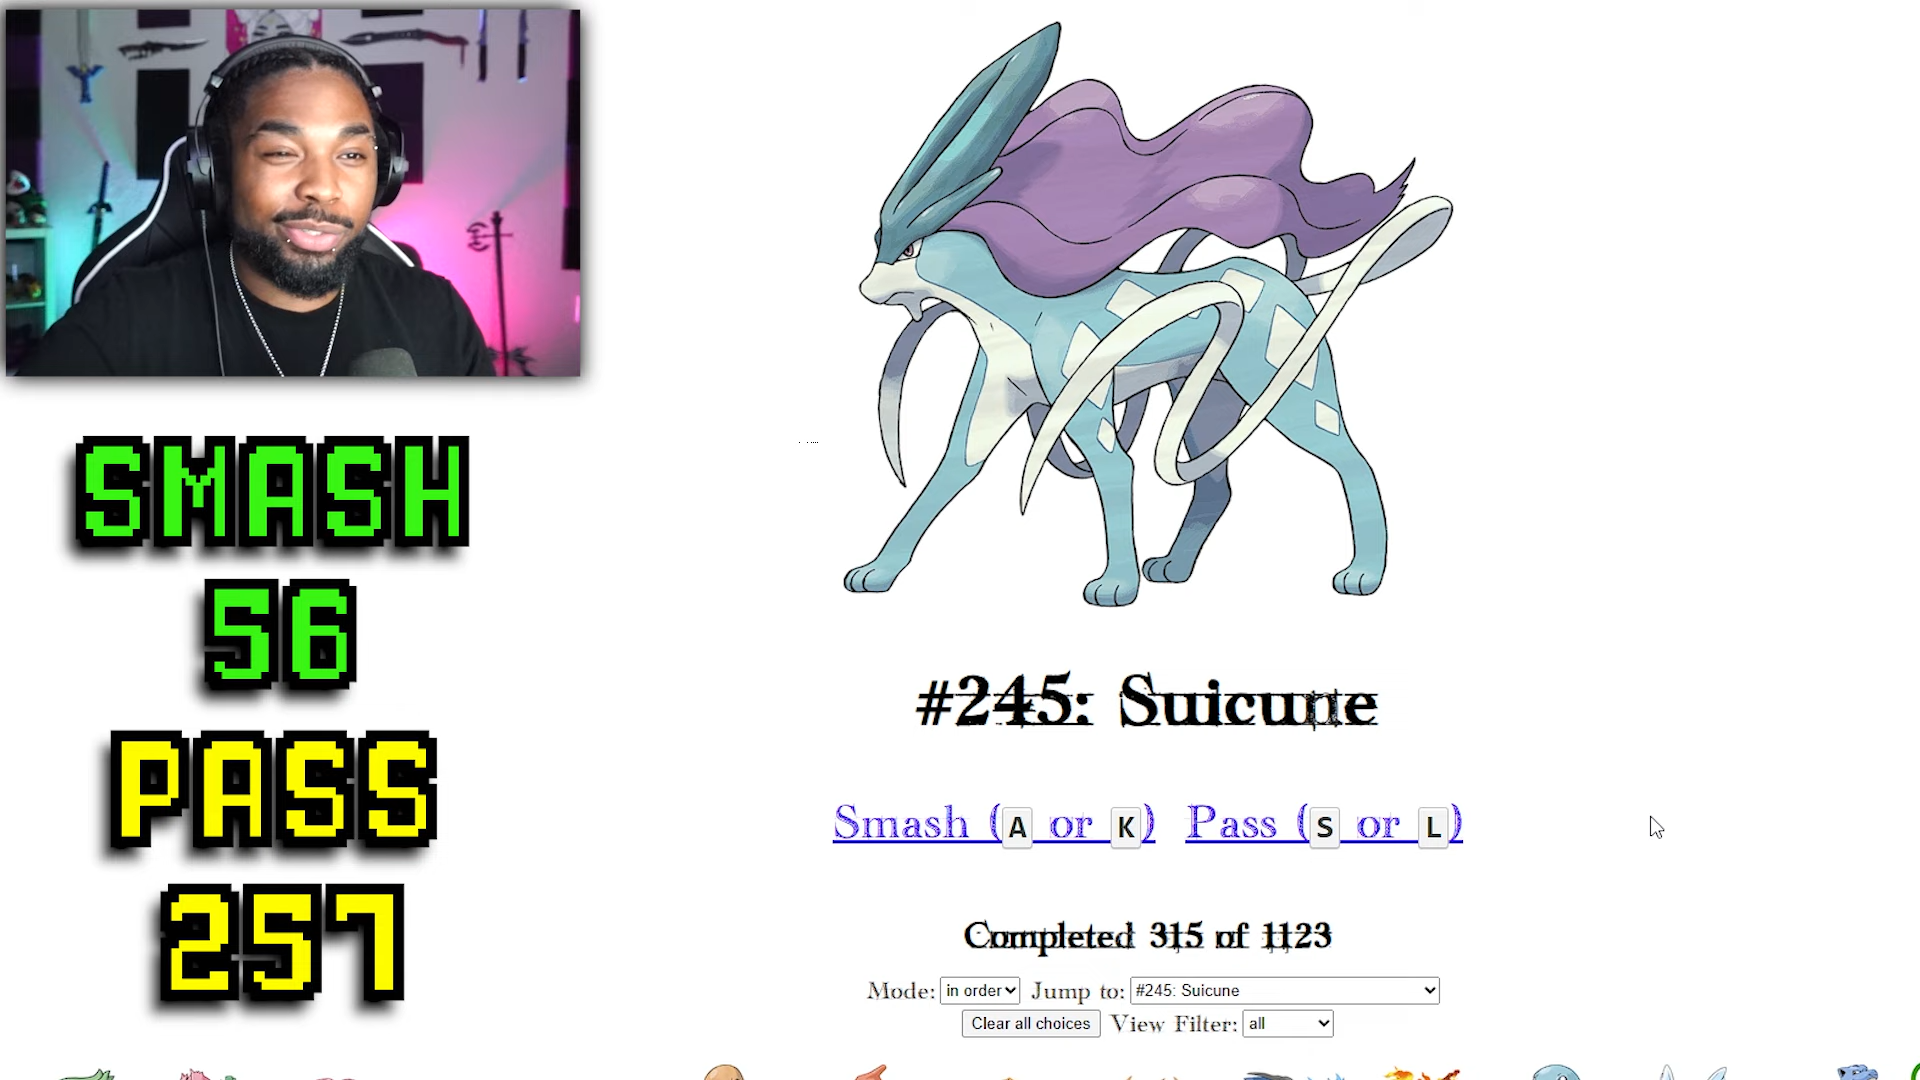 SMASH
56
PASS
257
#245: Suicune
Smash (A or K) Pass (S or L)
Completed 315 of 1123
Mode: in order Jump to: #245: Suicune
Clear all choices View Filter: all